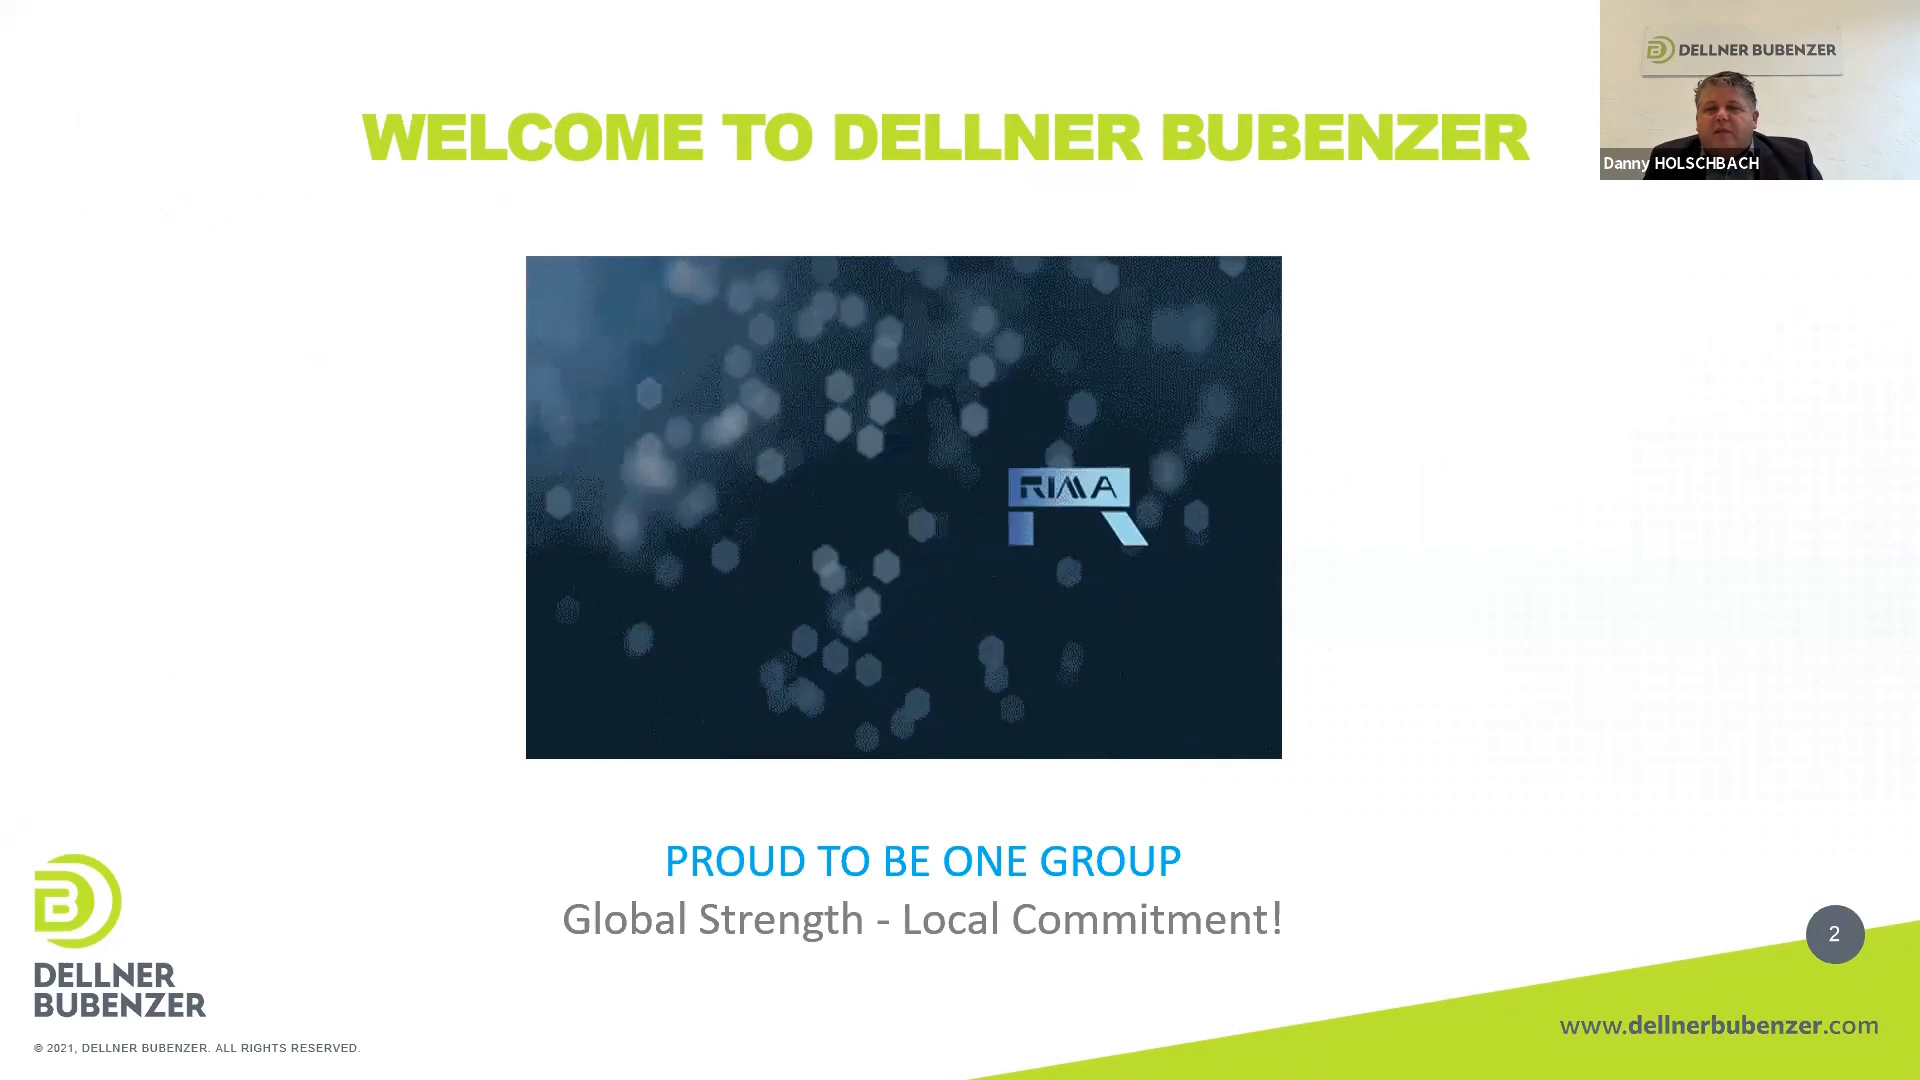 DELLNER BUBENZER
Danny HOLSCHBACH
WELCOME TO DELLNER BUBENZER
RIMA
PROUD TO BE ONE GROUP
Global Strength - Local Commitment!
DELLNER
BUBENZER
© 2021, DELLNER BUBENZER. ALL RIGHTS RESERVED.
2
www.dellnerbubenzer.com